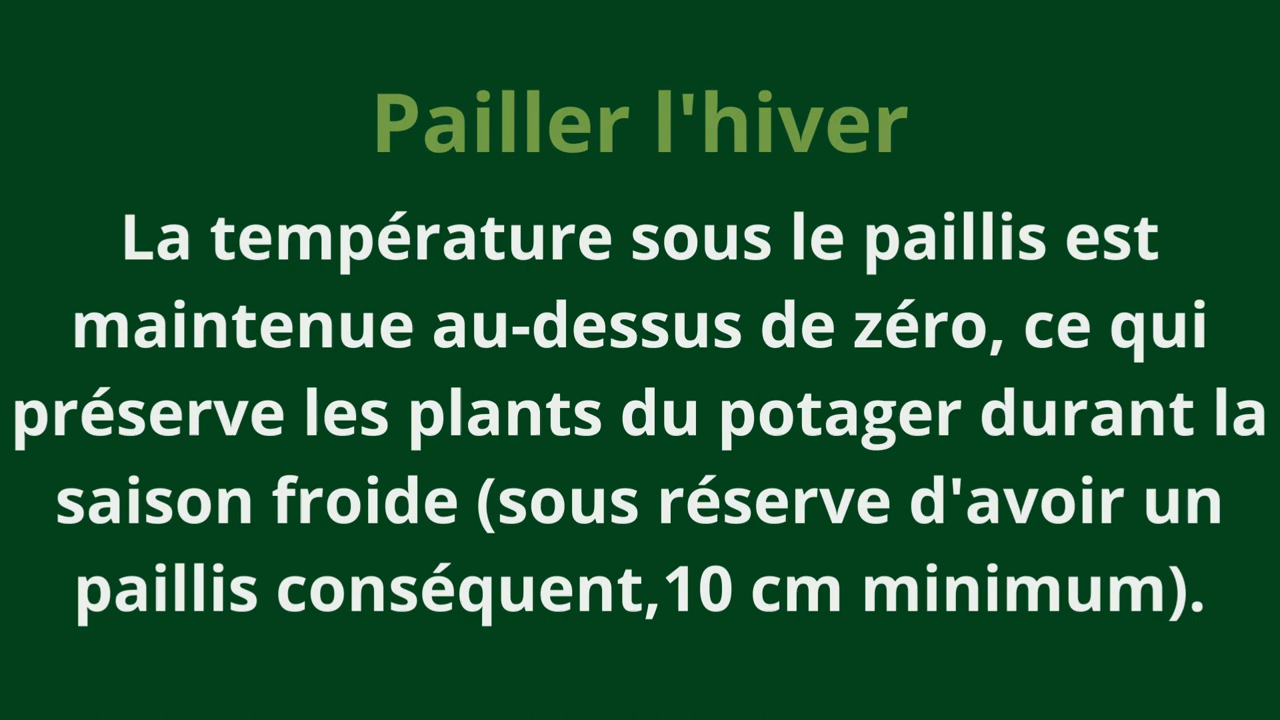 Pailler l'hiver
La température sous le paillis est
maintenue au-dessus de zéro, ce qui
préserve les plants du potager durant la
saison froide (sous réserve d'avoir un
paillis conséquent,10 cm minimum).